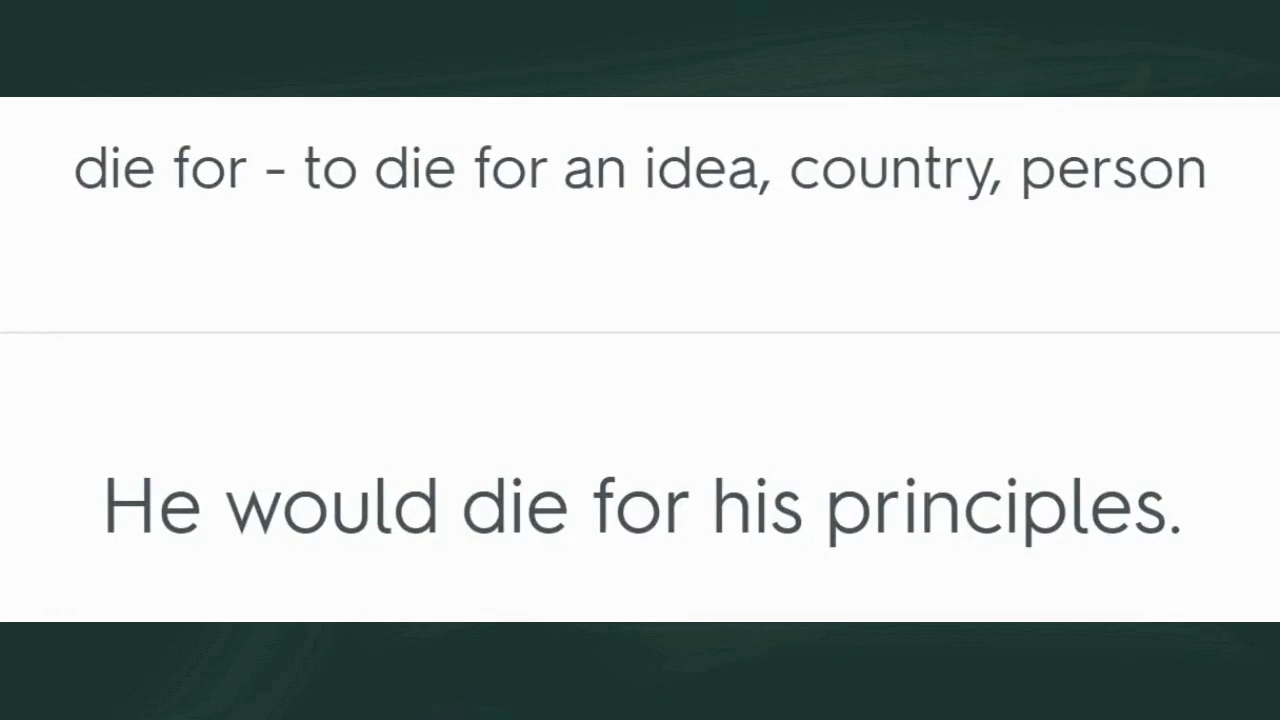 die for - to die for an idea, country, person
He would die for his principles.